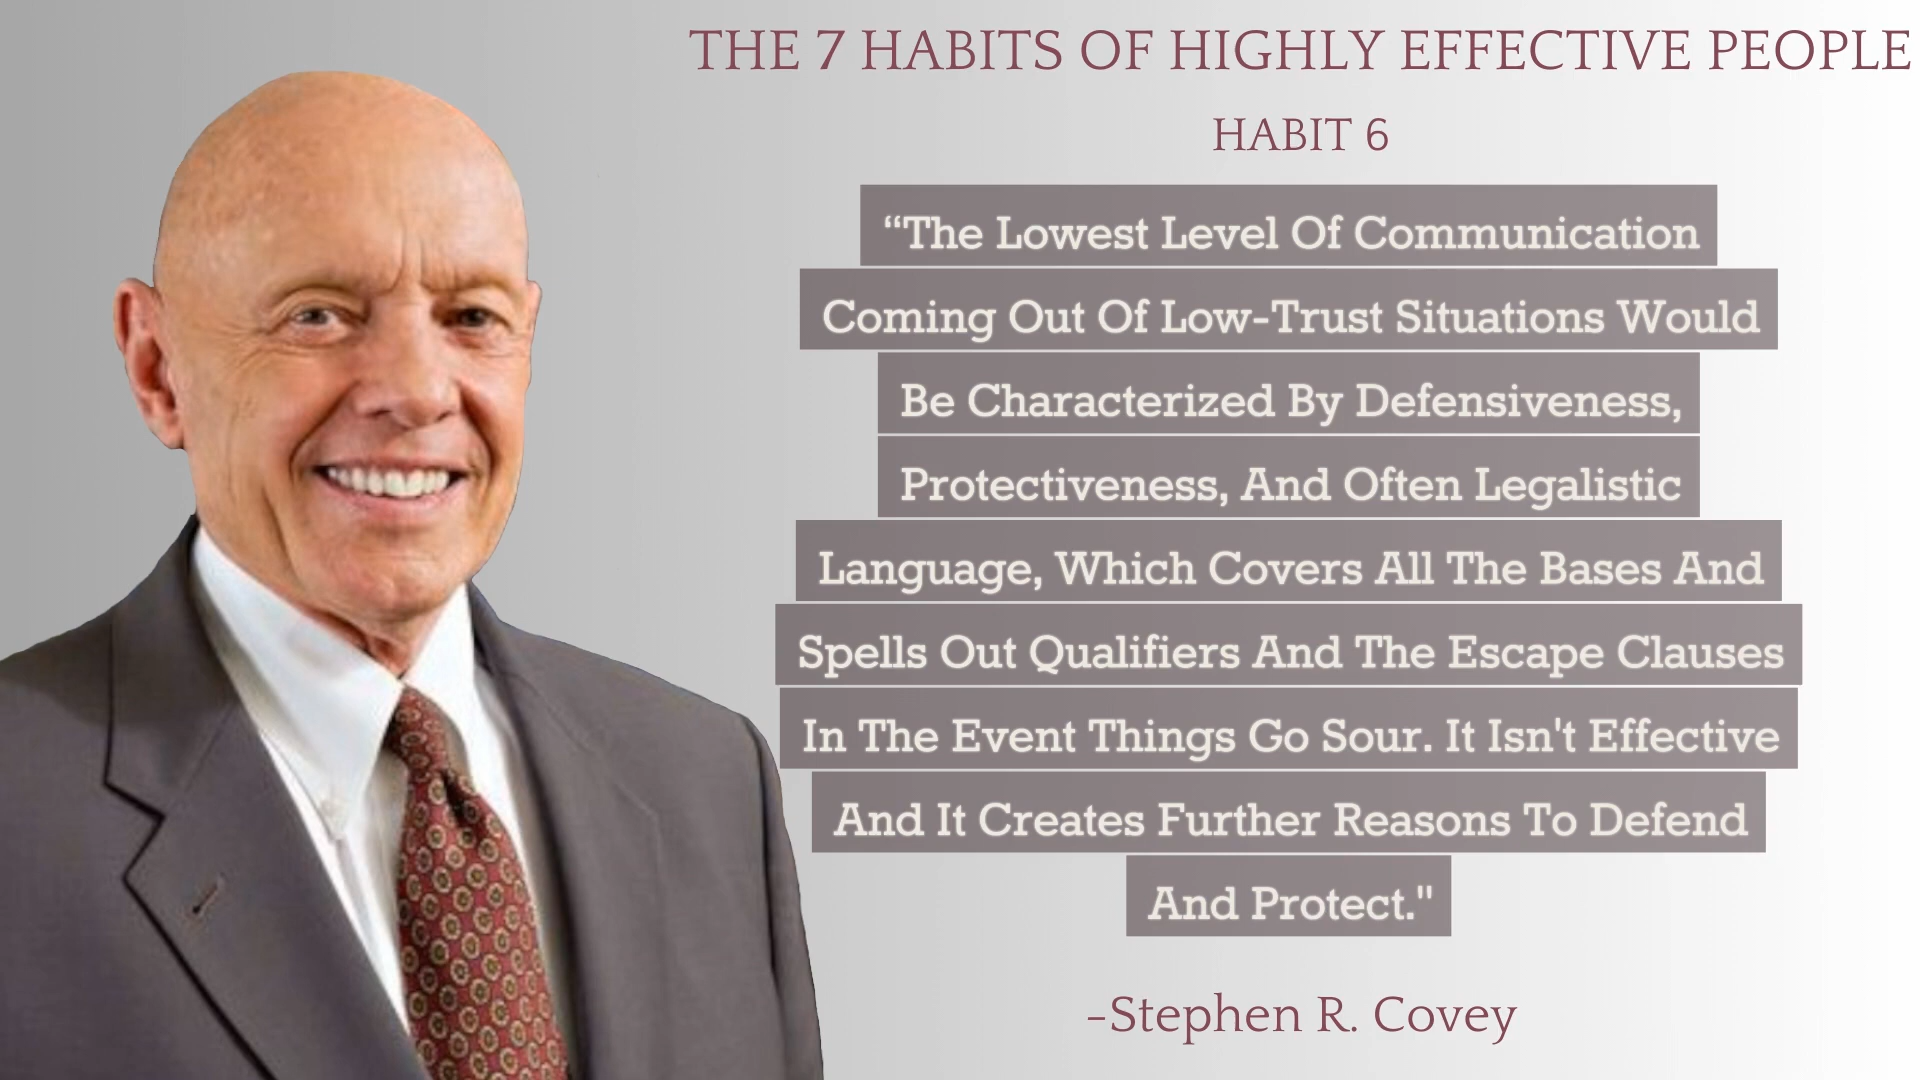 THE 7 HABITS OF HIGHLY EFFECTIVE PEOPLE
HABIT 6
“The Lowest Level Of Communication
Coming Out Of Low-Trust Situations Would
Be Characterized By Defensiveness,
Protectiveness, And Often Legalistic
Language, Which Covers All The Bases And
Spells Out Qualifiers And The Escape Clauses
In The Event Things Go Sour. It Isn't Effective
And It Creates Further Reasons To Defend
And Protect."
-Stephen R. Covey